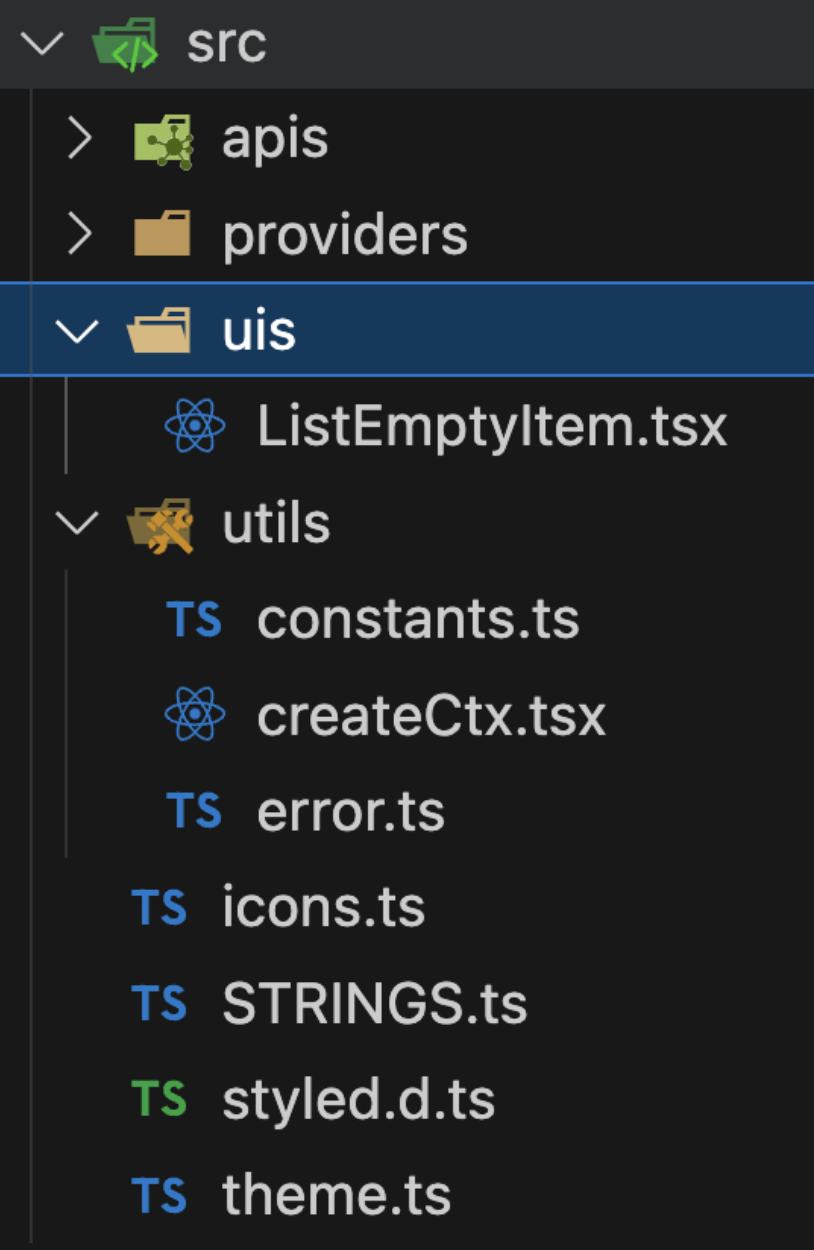 src
apis
providers
uis
ListEmptyItem.tsx
utils
TS constants.ts
createCtx.tsx
TS error.ts
TS icons.ts
TS STRINGS.ts
TS styled.d.ts
TS theme.ts